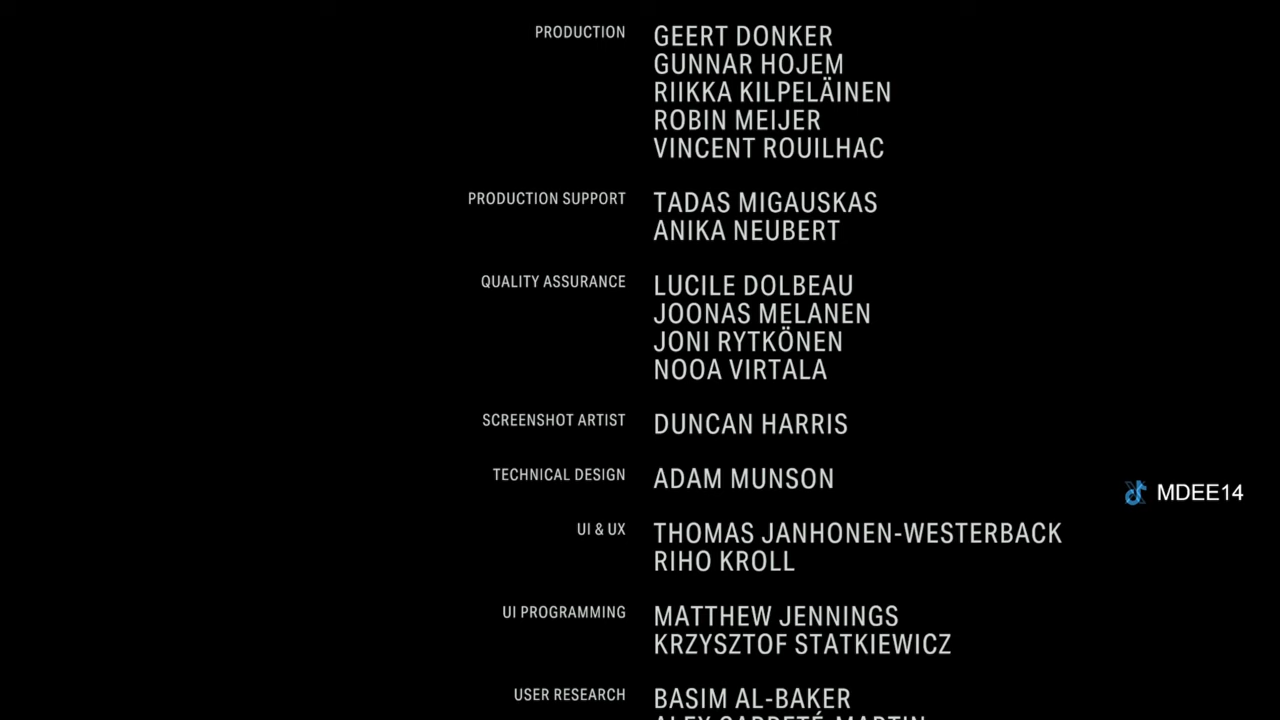 PRODUCTION GEERT DONKER
GUNNAR HOJEM
RIIKKA KILPELÄINEN
ROBIN MEIJER
VINCENT ROUILHAC
PRODUCTION SUPPORT TADAS MIGAUSKAS
ANIKA NEUBERT
QUALITY ASSURANCE LUCILE DOLBEAU
JOONAS MELANEN
JONI RYTKÖNEN
NOOA VIRTALA
SCREENSHOT ARTIST DUNCAN HARRIS
TECHNICAL DESIGN ADAM MUNSON
MDEE14
UI & UX THOMAS JANHONEN-WESTERBACK
RIHO KROLL
UI PROGRAMMING MATTHEW JENNINGS
KRZYSZTOF STATKIEWICZ
USER RESEARCH BASIM AL-BAKER